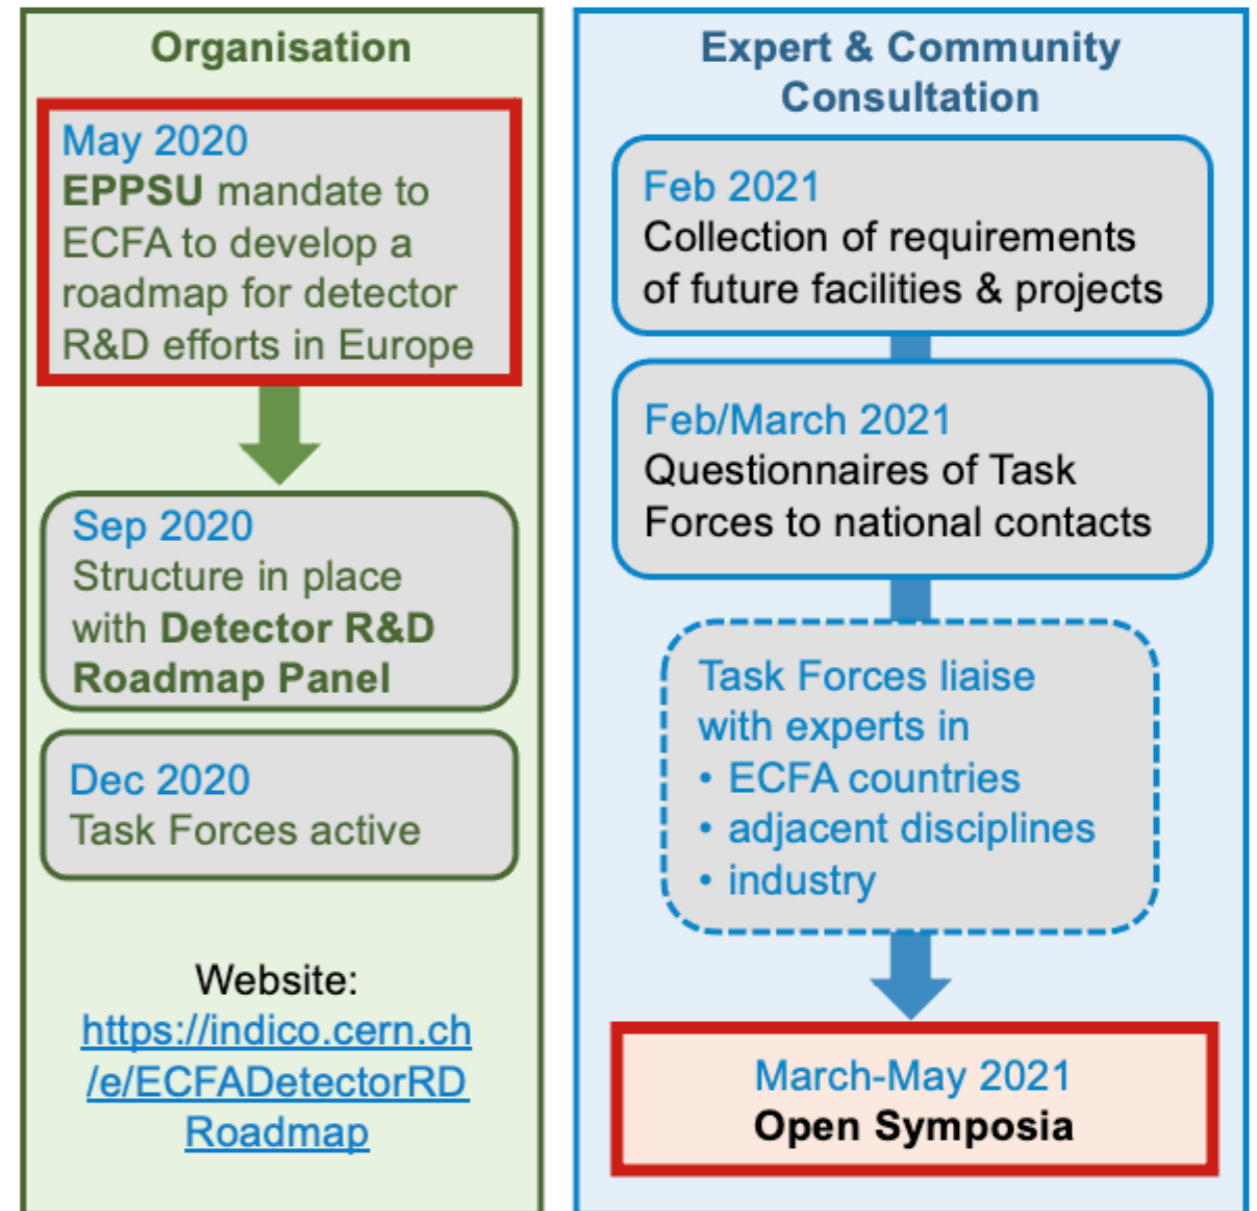 Organisation
May 2020
EPPSU mandate to
ECFA to develop a
roadmap for detector
R&D efforts in Europe
Sep 2020
Structure in place
with Detector R&D
Roadmap Panel
Dec 2020
Task Forces active
Website:
https://indico.cern.ch
/e/ECFADetectorRD
Roadmap
Expert & Community
Consultation
Feb 2021
Collection of requirements
of future facilities & projects
Feb/March 2021
Questionnaires of Task
Forces to national contacts
Task Forces liaise
with experts in
• ECFA countries
• adjacent disciplines
• industry
March-May 2021
Open Symposia